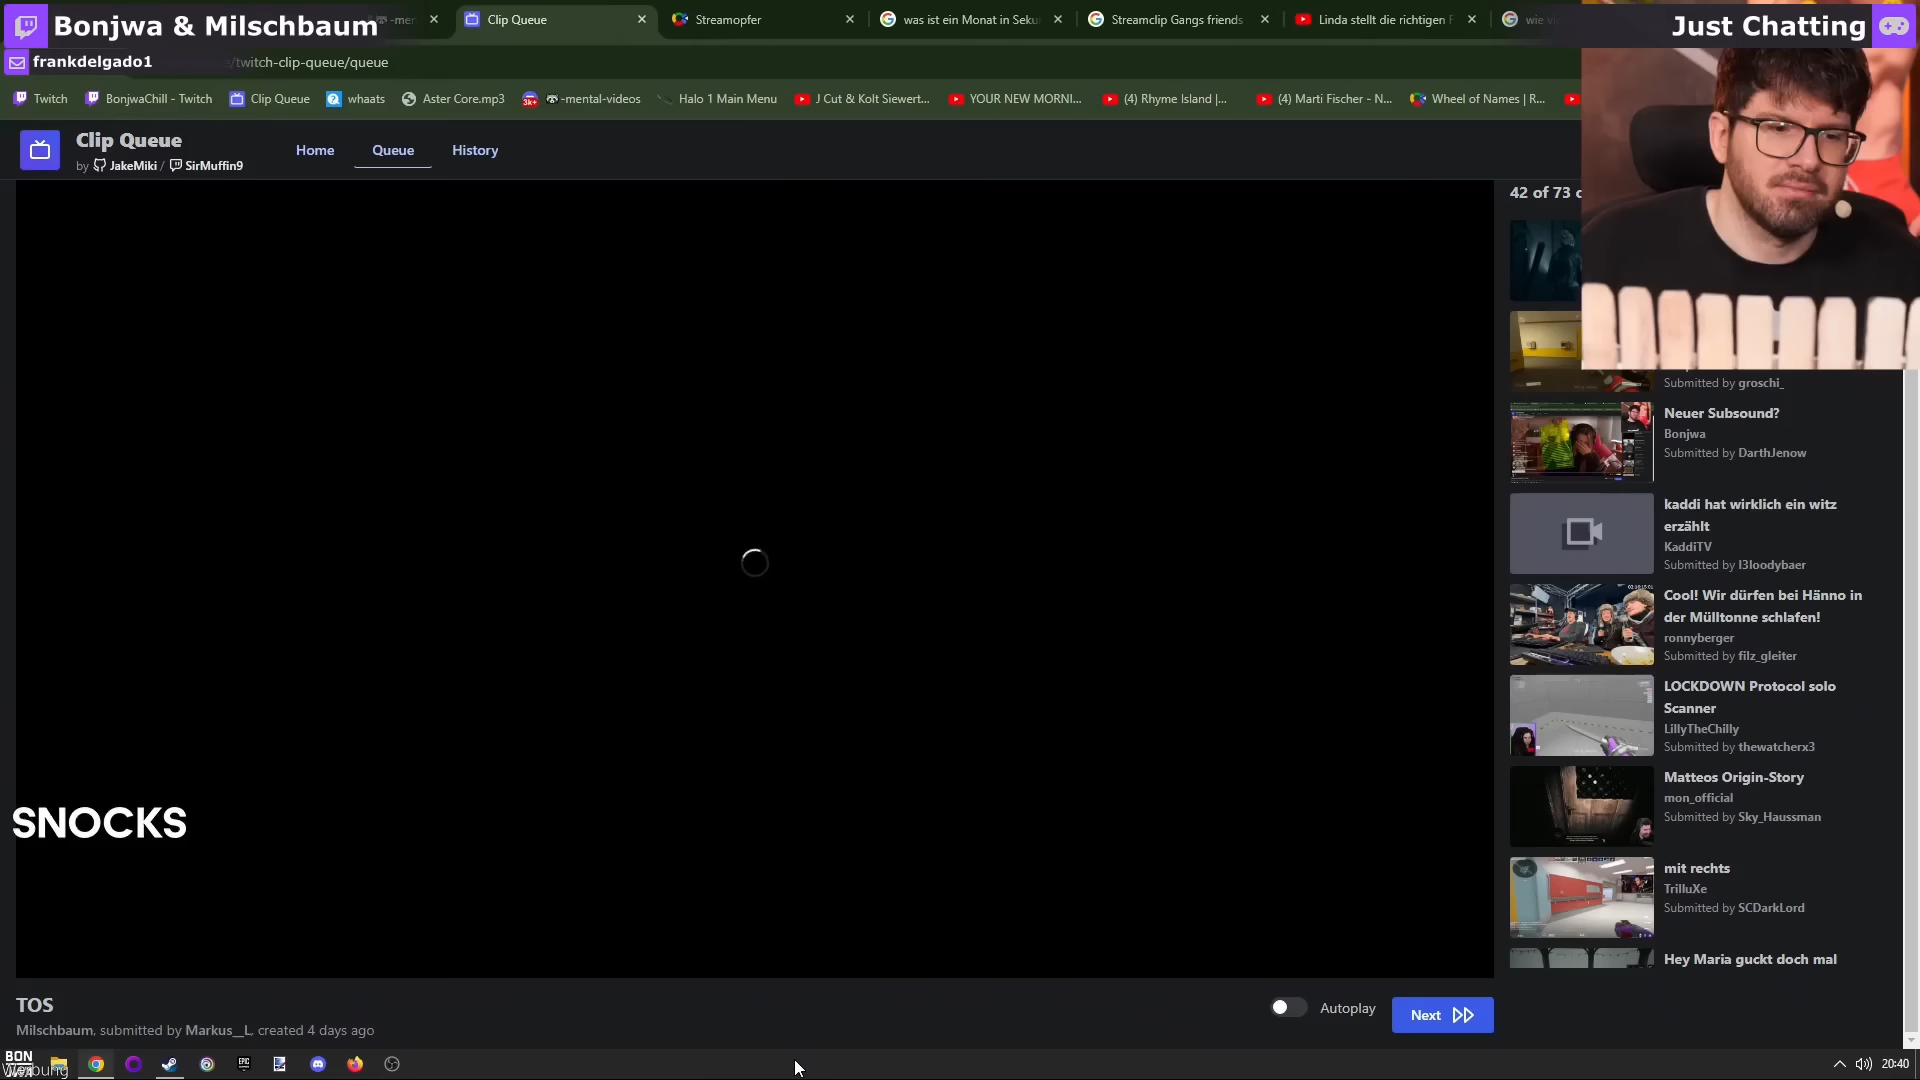 Bonjwa & Milschbaum
Just Chatting
frankdelgado1
Clip Queue
Streamopfer
was ist ein Monat in Seku
Streamclip Gangs friends
Linda stellt die richtigen F
/twitch-clip-queue/queue
Twitch
BonjwaChill - Twitch
Clip Queue
whaats
Aster Core.mp3
3k+
-mental-videos
Halo 1 Main Menu
J Cut & Kolt Siewert...
YOUR NEW MORNI...
(4) Rhyme Island |...
(4) Marti Fischer - N...
Wheel of Names | R...
Clip Queue
by JakeMiki / SirMuffin9
Home
Queue
History
42 of 73
Submitted by groschi_
Neuer Subsound?
Bonjwa
Submitted by DarthJenow
kaddi hat wirklich ein witz
erzählt
KaddiTV
Submitted by l3loodybaer
Cool! Wir dürfen bei Hänno in
der Mülltonne schlafen!
ronnyberger
Submitted by filz_gleiter
LOCKDOWN Protocol solo
Scanner
LillyTheChilly
Submitted by thewatcherx3
Matteos Origin-Story
mon_official
Submitted by Sky_Haussman
mit rechts
TrilluXe
Submitted by SCDarkLord
Hey Maria guckt doch mal
SNOCKS
TOS
Milschbaum, submitted by Markus__L, created 4 days ago
Autoplay
Next
BON
Werbung
EPIC
20:40